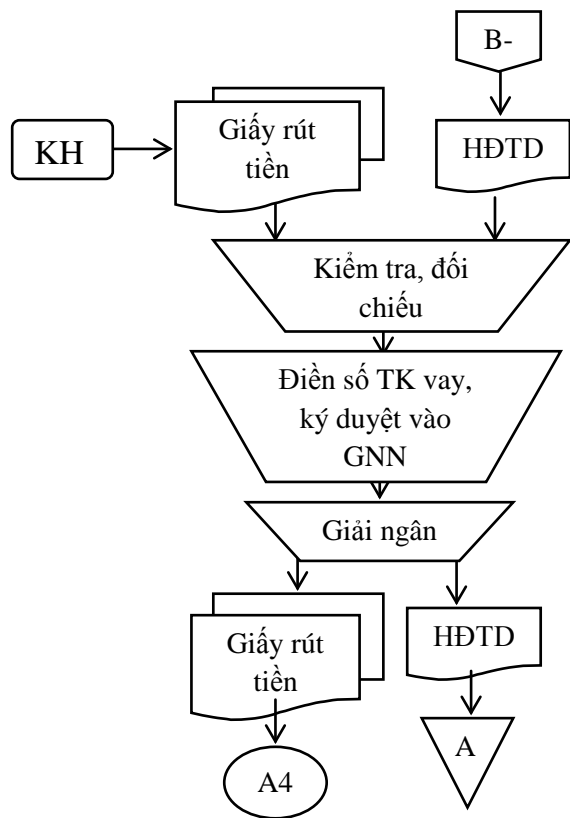 B-
KH
Giấy rút
tiền
HĐTD
Kiểm tra, đối
chiếu
Điền số TK vay,
ký duyệt vào
GNN
Giải ngân
Giấy rút
tiền
HĐTD
A4
A